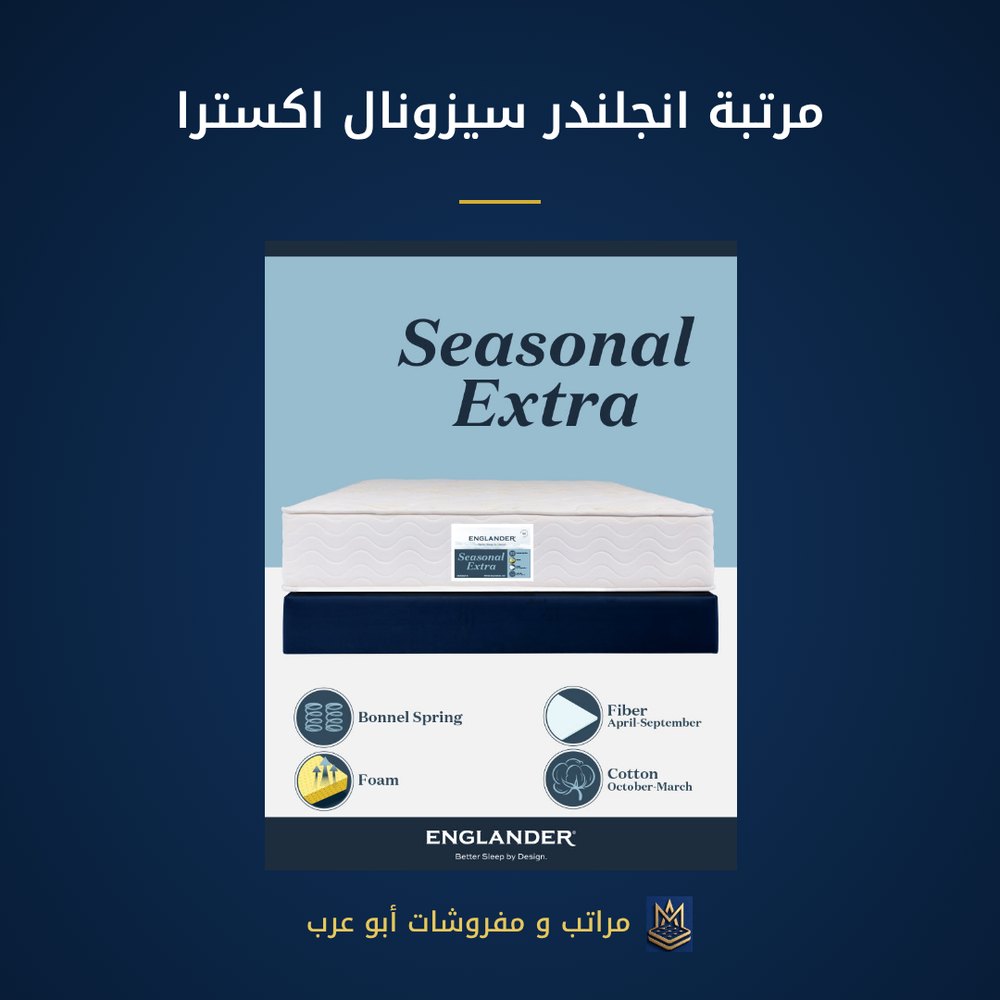 مرتبة انجلندر سيزونال اكسترا
Seasonal
Extra
ENGLANDER
Seasonal
Extra
Bonnel Spring
Fiber
April-September
Foam
Cotton
October-March
ENGLANDER®
Better Sleep by Design.
مراتب و مفروشات أبو عرب